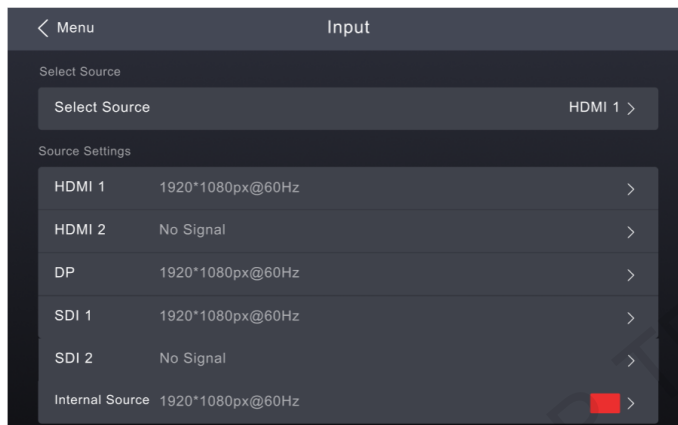 Menu
Input
Select Source
Select Source HDMI 1
Source Settings
HDMI 1 1920*1080px@60Hz
HDMI 2 No Signal
DP 1920*1080px@60Hz
SDI 1 1920*1080px@60Hz
SDI 2 No Signal
Internal Source 1920*1080px@60Hz